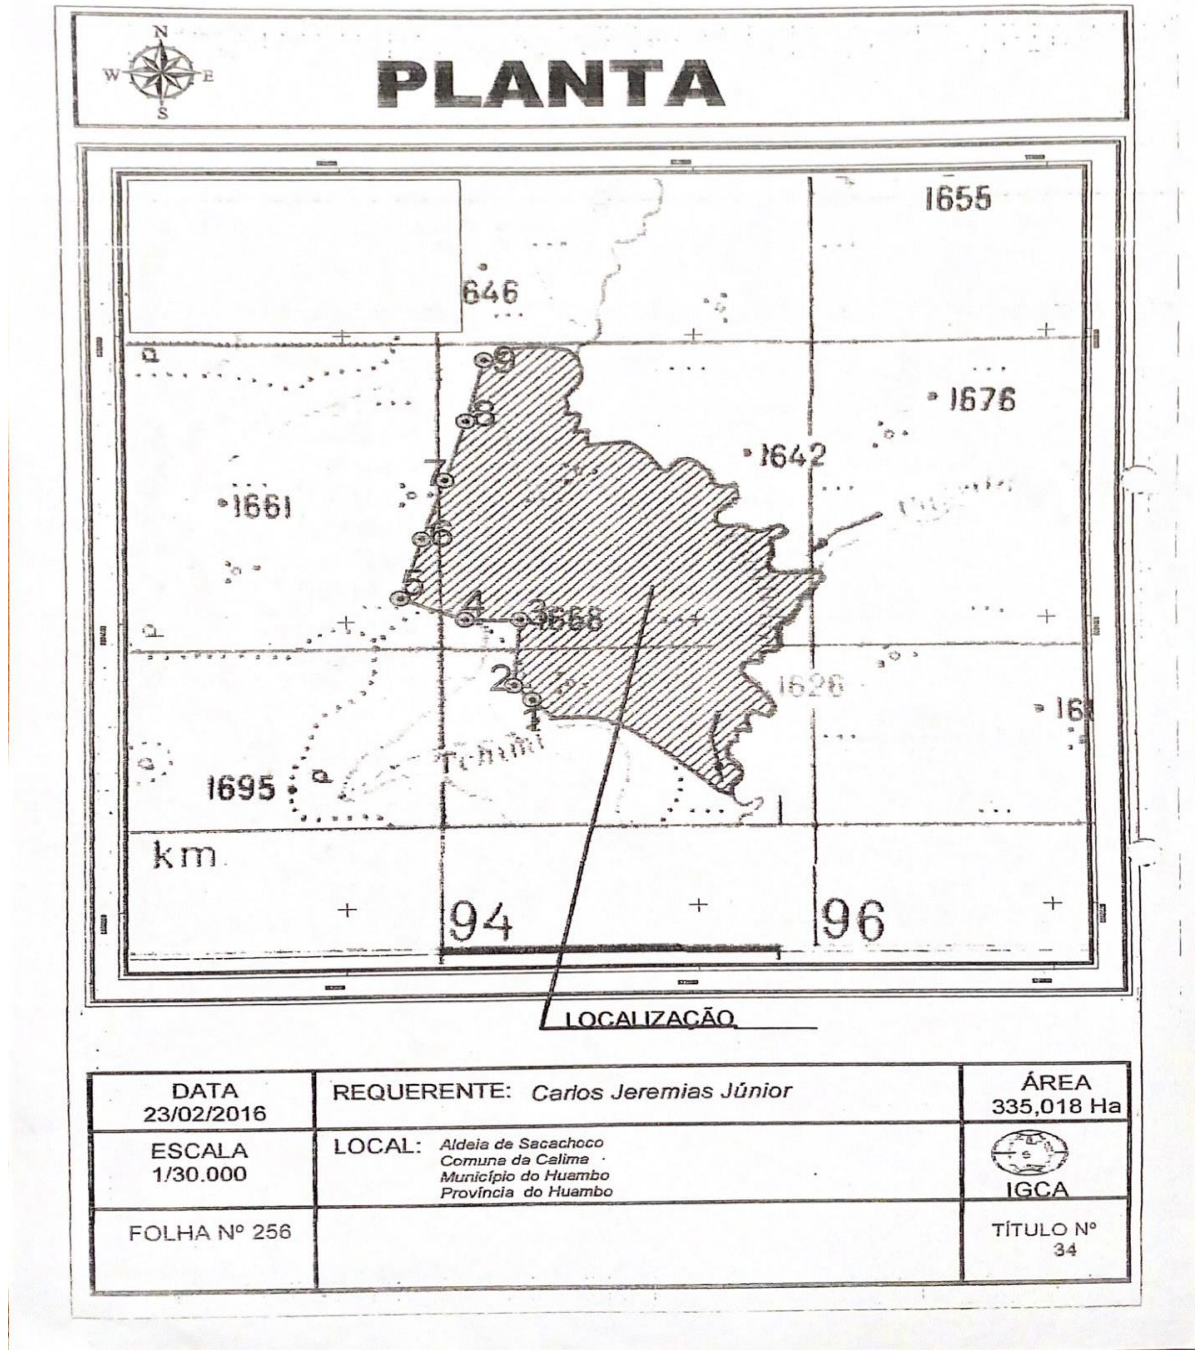 N
W E
S
PLANTA
1655
646
9
1676
8
1642
7
1661
6
5
4
3
1668
2
1626
1
1695
km
94
96
LOCALIZAÇÃO
DATA
23/02/2016
REQUERENTE: Carlos Jeremias Júnior
ÁREA
335,018 Ha
ESCALA
1/30.000
LOCAL: Aldeia de Sacachoco
Comuna da Calima
Município do Huambo
Província do Huambo
IGCA
FOLHA Nº 256
TÍTULO Nº
34